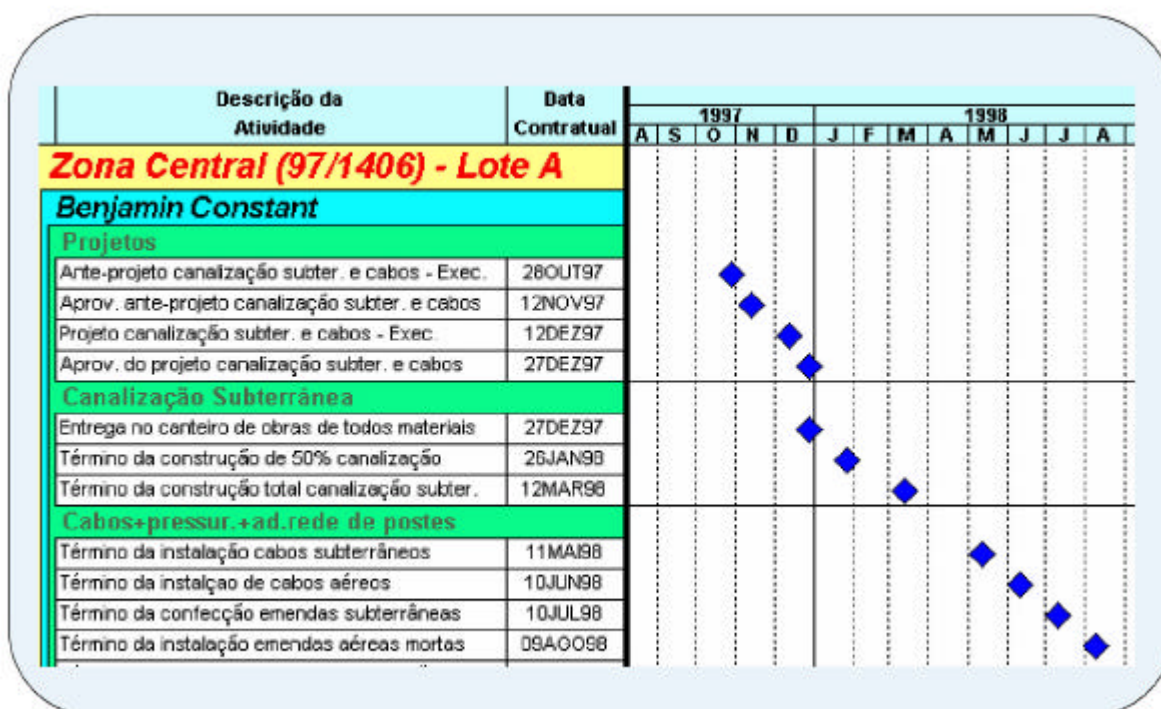 Descrição da Atividade Data Contratual
1997 1998
A S O N D J F M A M J J A
Zona Central (97/1406) - Lote A
Benjamin Constant
Projetos
Ante-projeto canalização subter. e cabos - Exec. 28OUT97
Aprov. ante-projeto canalização subter. e cabos 12NOV97
Projeto canalização subter. e cabos - Exec. 12DEZ97
Aprov. do projeto canalização subter. e cabos 27DEZ97
Canalização Subterrânea
Entrega no canteiro de obras de todos materiais 27DEZ97
Término da construção de 50% canalização 26JAN98
Término da construção total canalização subter. 12MAR98
Cabos+pressur.+ad.rede de postes
Término da instalação cabos subterrâneos 11MAI98
Término da instalçao de cabos aéreos 10JUN98
Término da confecção emendas subterrâneas 10JUL98
Término da instalação emendas aéreas mortas 09AGO98